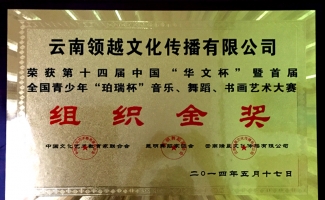 云南领越文化传播有限公司
荣获第十四届中国“华文杯”暨首届
全国青少年“珀瑞杯”音乐、舞蹈、书画艺术大赛
组织金奖
二〇一四年五月十七日